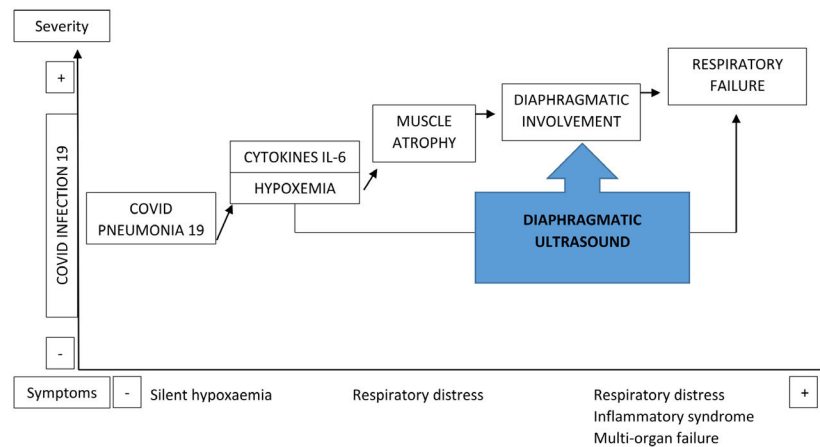 Severity
+
COVID INFECTION 19
-
COVID
PNEUMONIA 19
CYTOKINES IL-6
HYPOXEMIA
MUSCLE
ATROPHY
DIAPHRAGMATIC
INVOLVEMENT
RESPIRATORY
FAILURE
DIAPHRAGMATIC
ULTRASOUND
Symptoms
-
Silent hypoxaemia
Respiratory distress
Respiratory distress
Inflammatory syndrome
Multi-organ failure
+